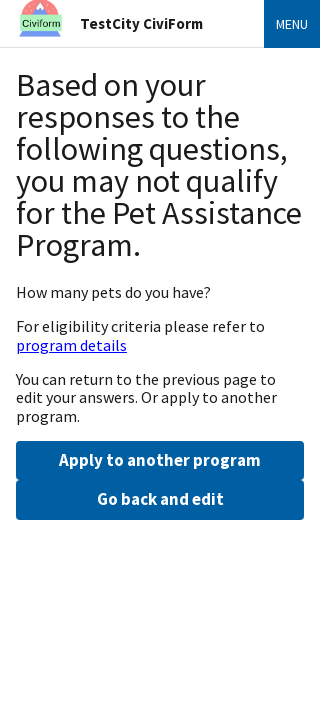 Civiform
TestCity CiviForm
MENU
Based on your
responses to the
following questions,
you may not qualify
for the Pet Assistance
Program.
How many pets do you have?
For eligibility criteria please refer to
program details
You can return to the previous page to
edit your answers. Or apply to another
program.
Apply to another program
Go back and edit